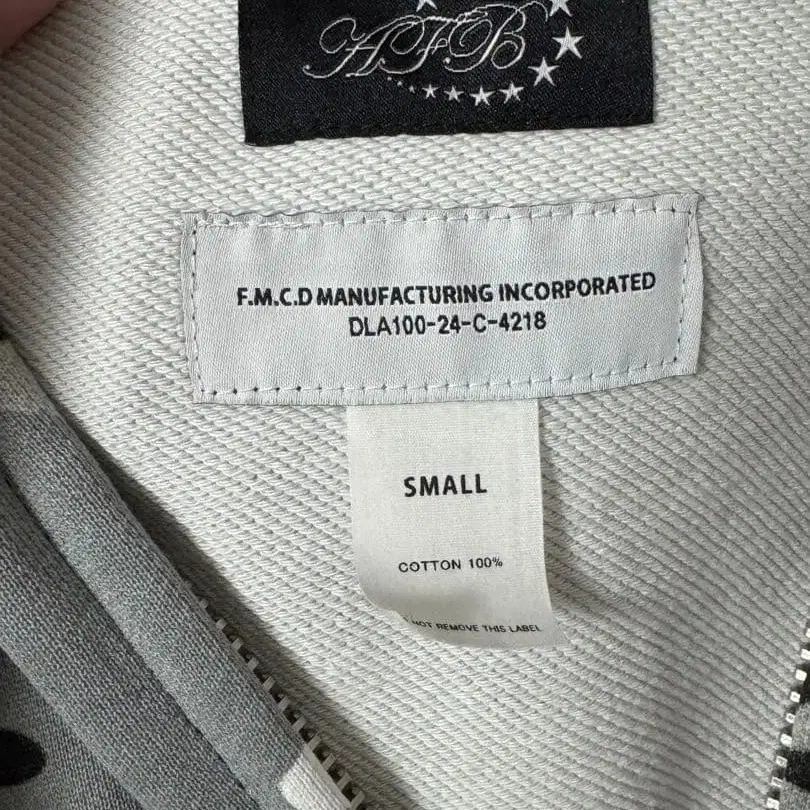 AFB
F.M.C.D MANUFACTURING INCORPORATED
DLA100-24-C-4218
SMALL
COTTON 100%
NOT REMOVE THIS LABEL